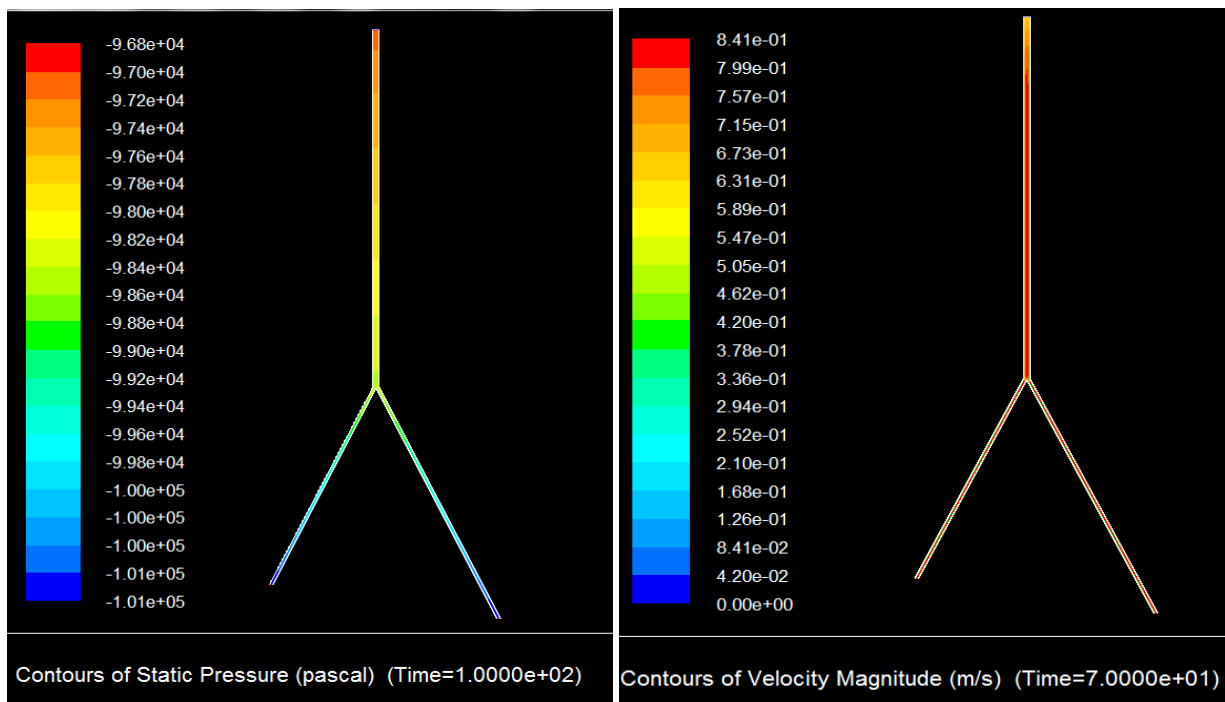 -9.68e+04
-9.70e+04
-9.72e+04
-9.74e+04
-9.76e+04
-9.78e+04
-9.80e+04
-9.82e+04
-9.84e+04
-9.86e+04
-9.88e+04
-9.90e+04
-9.92e+04
-9.94e+04
-9.96e+04
-9.98e+04
-1.00e+05
-1.00e+05
-1.00e+05
-1.01e+05
-1.01e+05
Contours of Static Pressure (pascal) (Time=1.0000e+02)
8.41e-01
7.99e-01
7.57e-01
7.15e-01
6.73e-01
6.31e-01
5.89e-01
5.47e-01
5.05e-01
4.62e-01
4.20e-01
3.78e-01
3.36e-01
2.94e-01
2.52e-01
2.10e-01
1.68e-01
1.26e-01
8.41e-02
4.20e-02
0.00e+00
Contours of Velocity Magnitude (m/s) (Time=7.0000e+01)